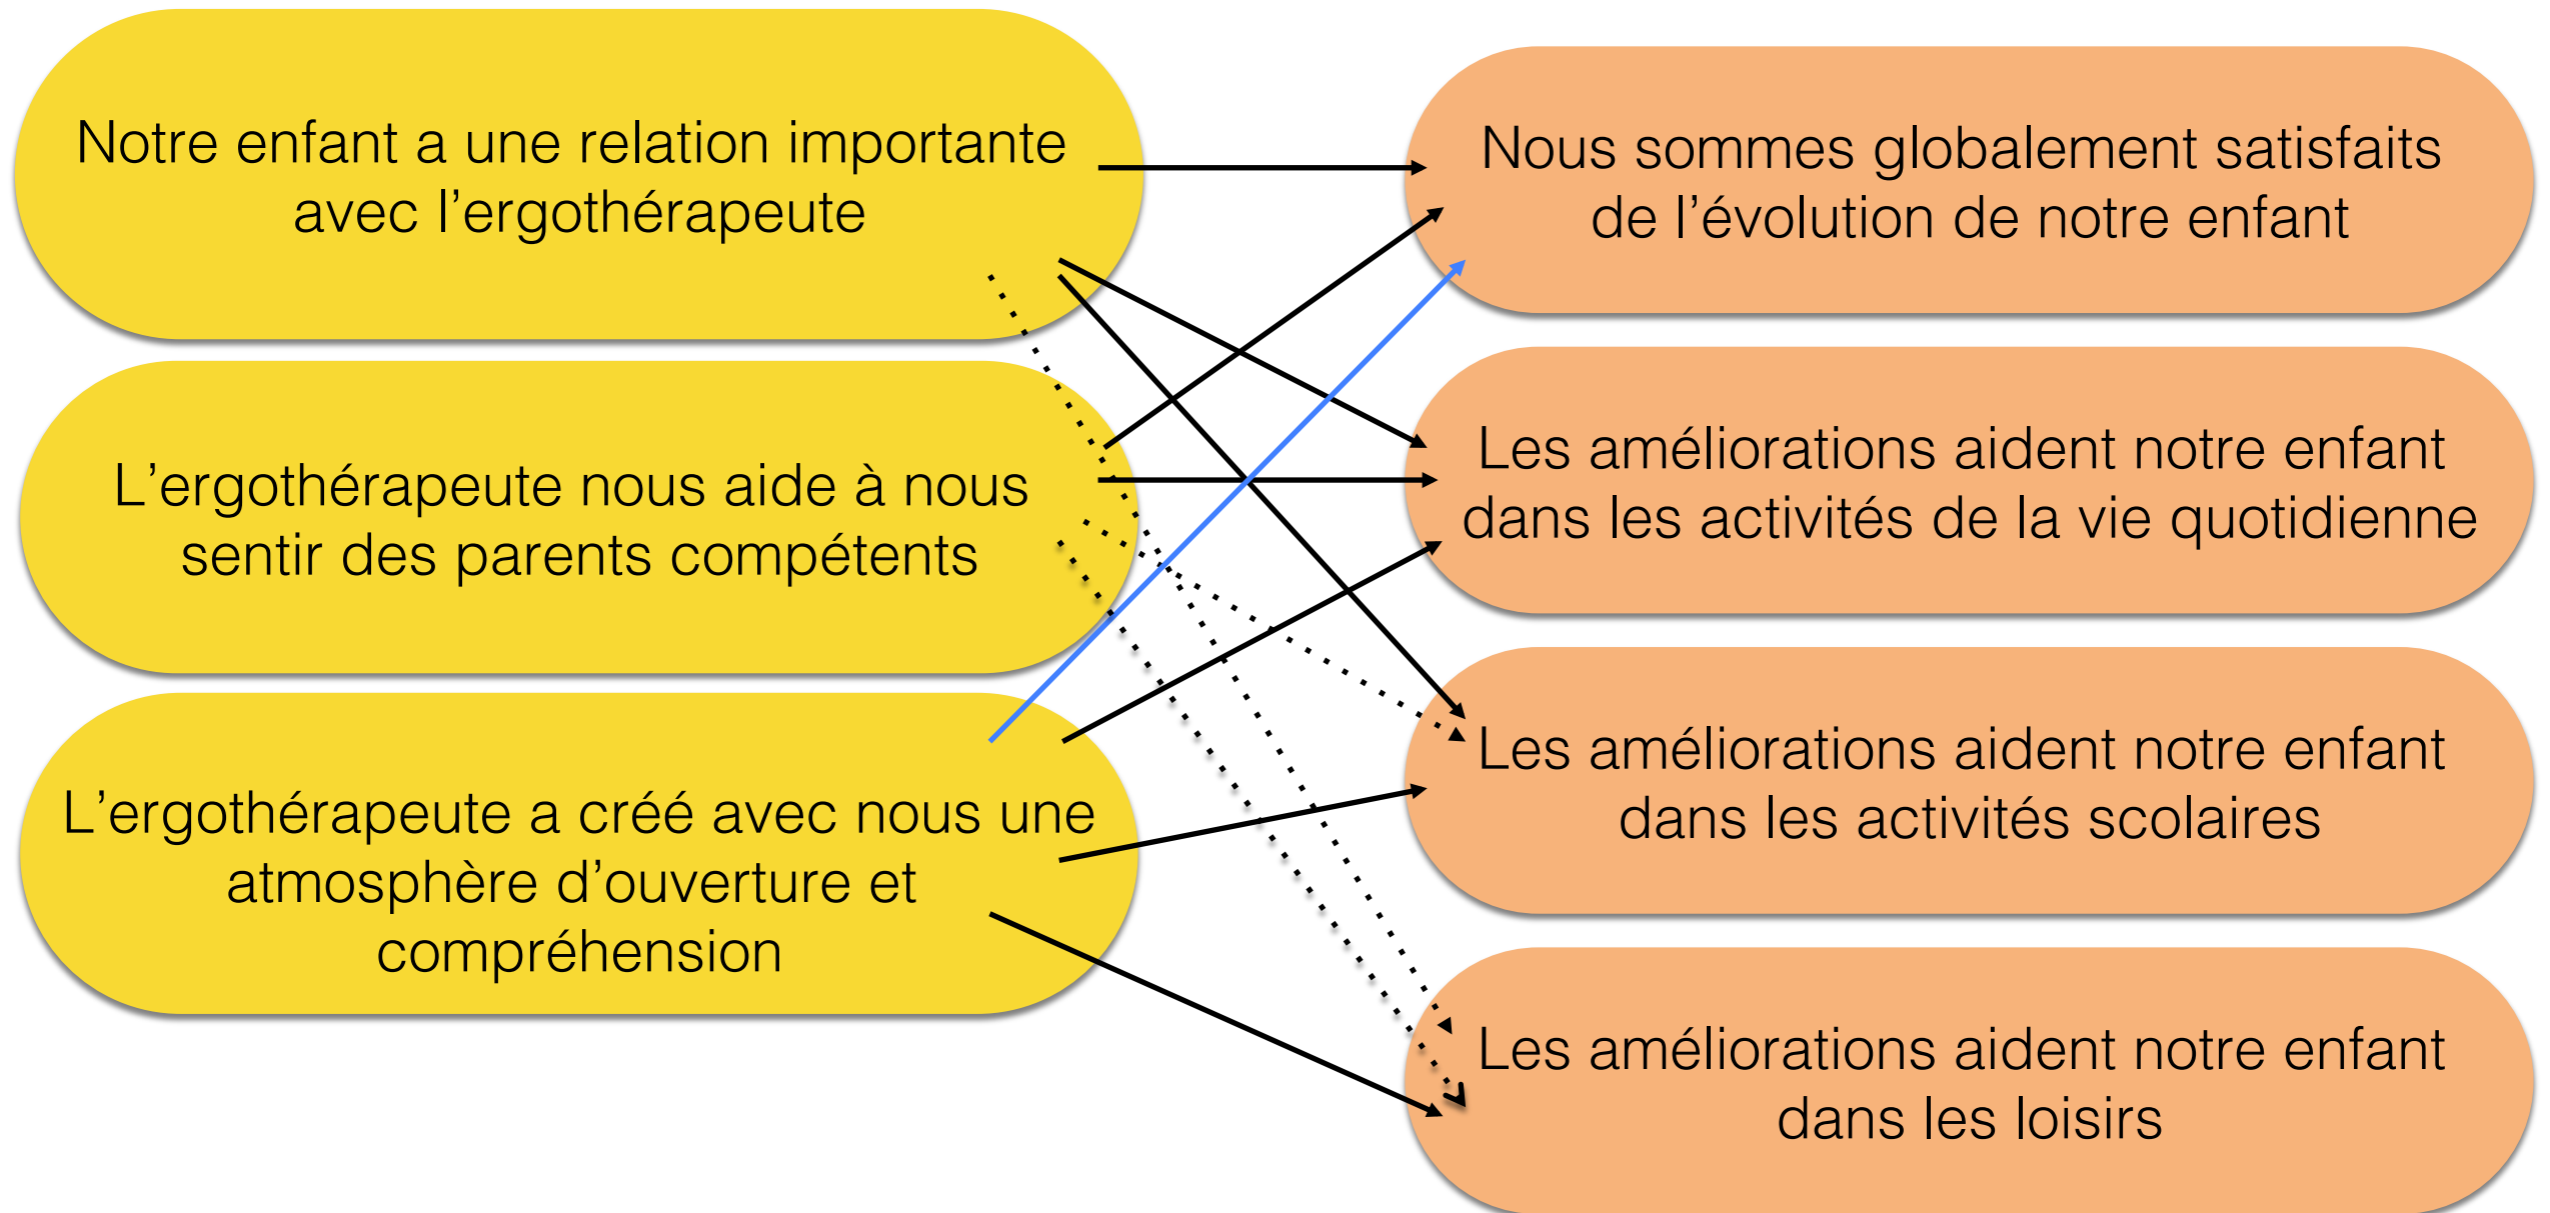 Notre enfant a une relation importante
avec l’ergothérapeute
L’ergothérapeute nous aide à nous
sentir des parents compétents
L’ergothérapeute a créé avec nous une
atmosphère d’ouverture et
compréhension
Nous sommes globalement satisfaits
de l’évolution de notre enfant
Les améliorations aident notre enfant
dans les activités de la vie quotidienne
Les améliorations aident notre enfant
dans les activités scolaires
Les améliorations aident notre enfant
dans les loisirs